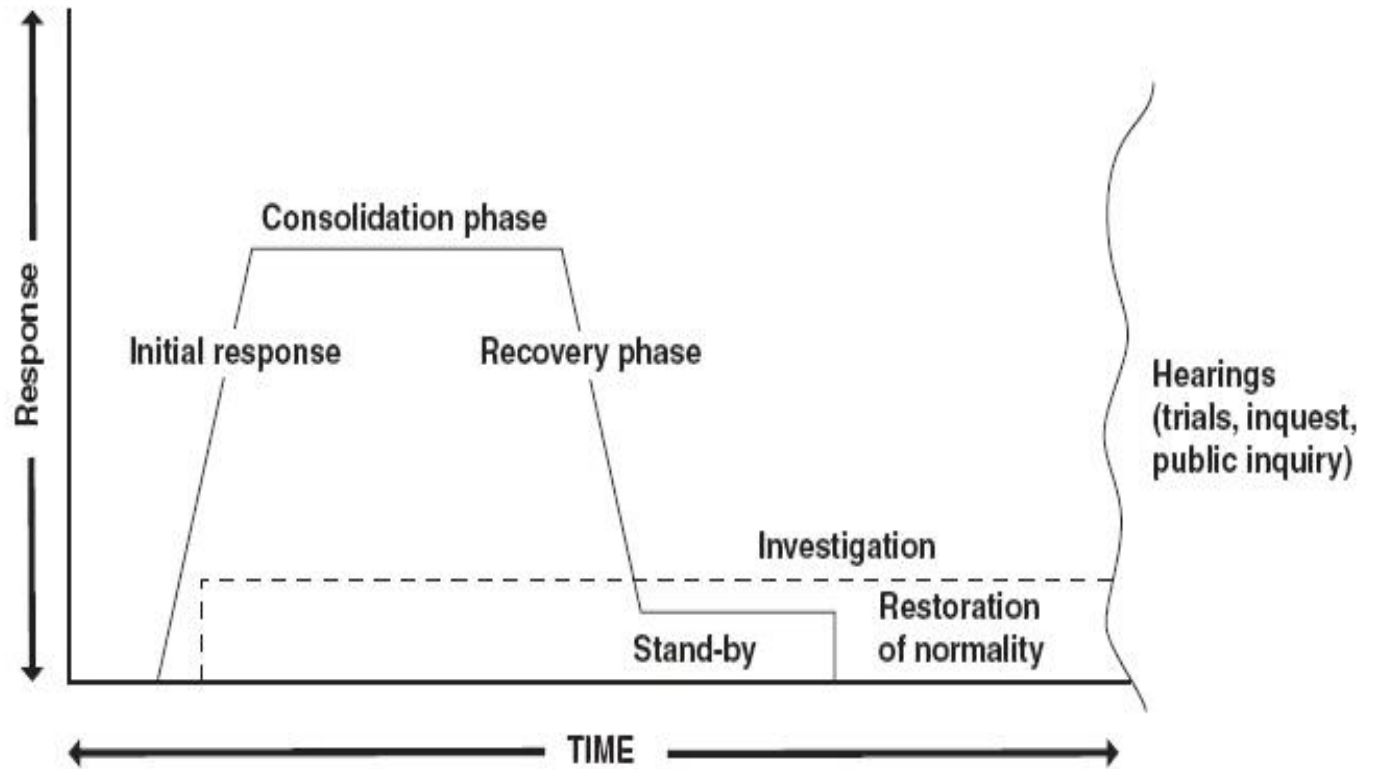 Response
Consolidation phase
Initial response
Recovery phase
Hearings
(trials, inquest,
public inquiry)
Investigation
Restoration
of normality
Stand-by
TIME